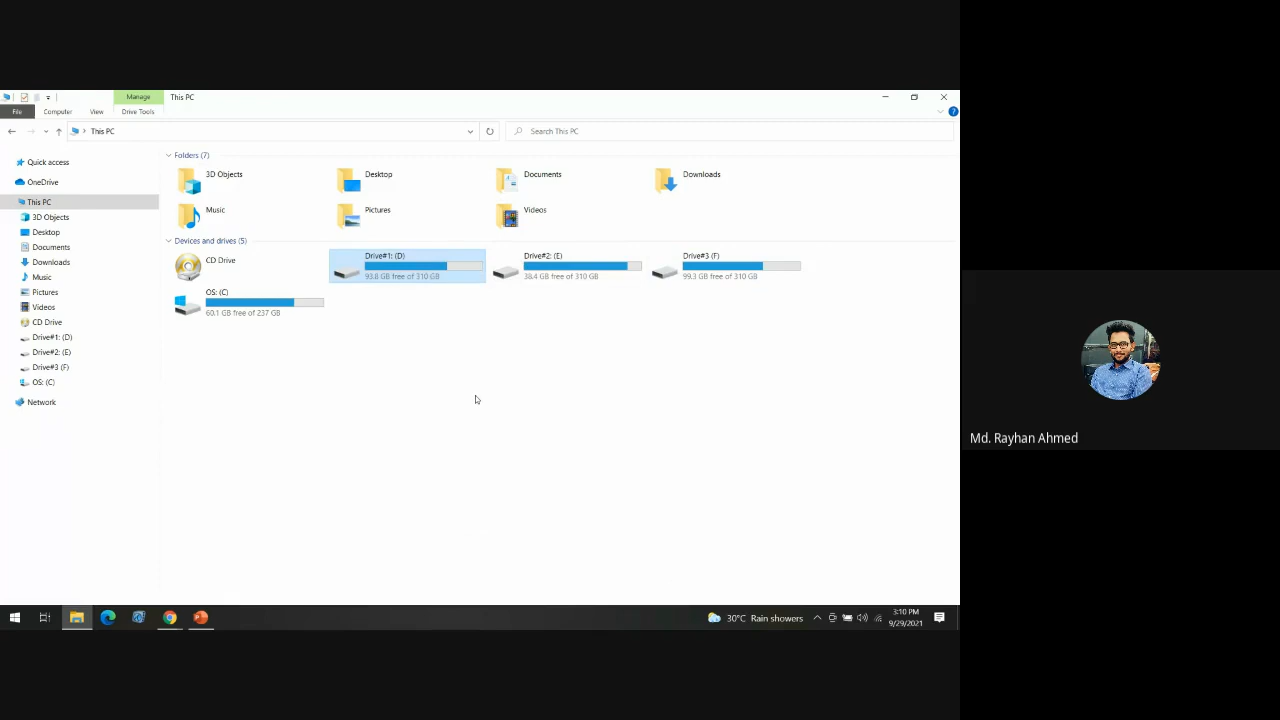 Manage
This PC
File
Computer
View
Drive Tools
This PC
Search This PC
Quick access
OneDrive
This PC
3D Objects
Desktop
Documents
Downloads
Music
Pictures
Videos
CD Drive
Drive#1: (D)
Drive#2: (E)
Drive#3 (F)
OS: (C)
Network
Folders (7)
3D Objects
Desktop
Documents
Downloads
Music
Pictures
Videos
Devices and drives (5)
CD Drive
Drive#1: (D)
93.8 GB free of 310 GB
Drive#2: (E)
38.4 GB free of 310 GB
Drive#3 (F)
99.3 GB free of 310 GB
OS: (C)
60.1 GB free of 237 GB
Md. Rayhan Ahmed
30°C Rain showers
3:10 PM
9/29/2021